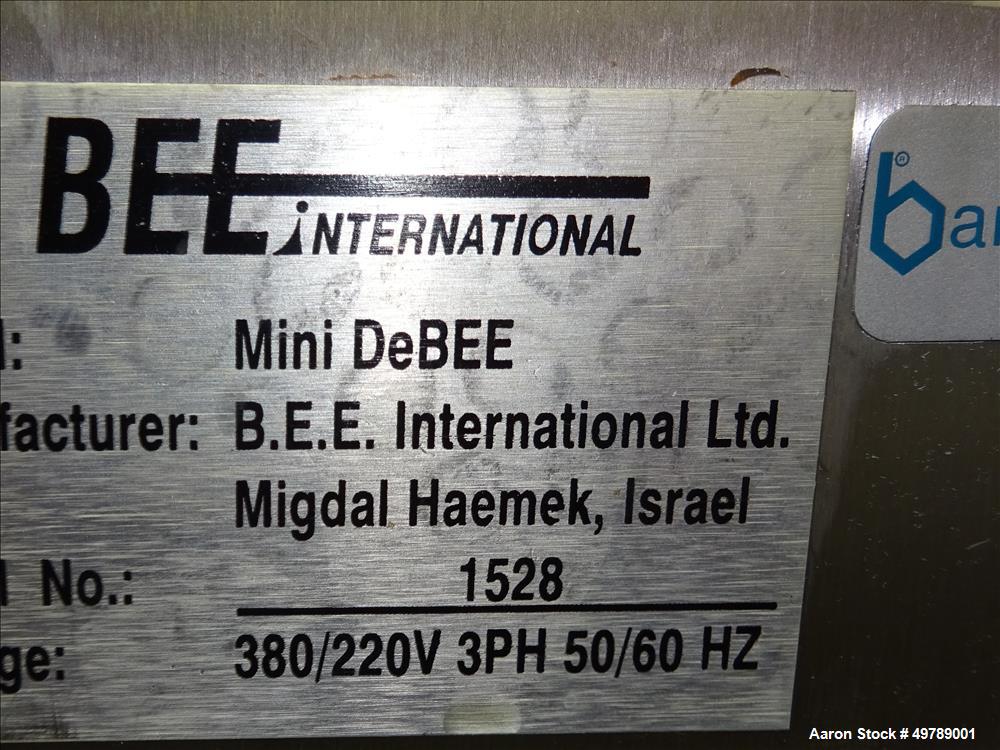 BEE iNTERNATIONAL
l: Mini DeBEE
facturer: B.E.E. International Ltd.
Migdal Haemek, Israel
l No.: 1528
ge: 380/220V 3PH 50/60 HZ
bar
®
Aaron Stock # 49789001